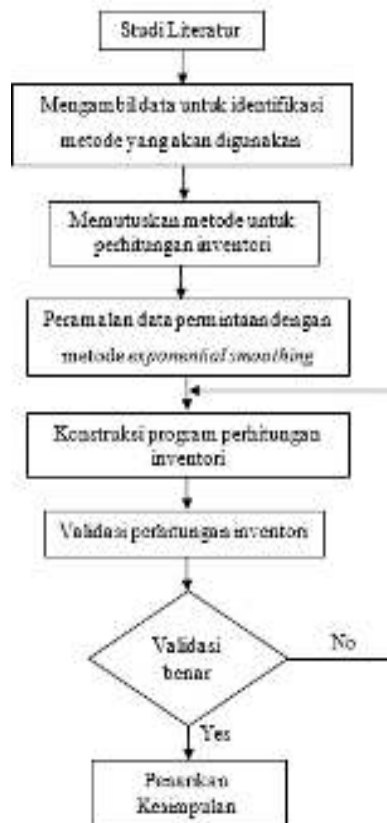 Studi Literatur
Mengambil data untuk identifikasi
metode yang akan digunakan
Memutuskan metode untuk
perhitungan inventori
Peramalan data permintaan dengan
metode exponential smoothing
Konstruksi program perhitungan
inventori
Validasi perhitungan inventori
Validasi
benar
No
Yes
Penarikan
Kesimpulan